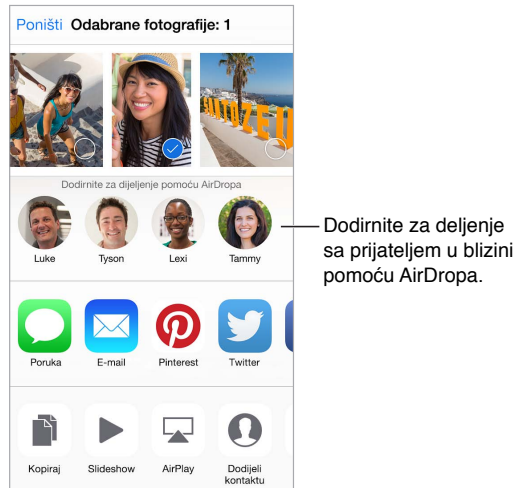 Poništi Odabrane fotografije: 1
Dodirnite za dijeljenje pomoću AirDropa
Luke Tyson Lexi Tammy
Dodirnite za deljenje
sa prijateljem u blizini
pomoću AirDropa.
Poruka E-mail Pinterest Twitter
Kopiraj Slideshow AirPlay Dodijeli
kontaktu